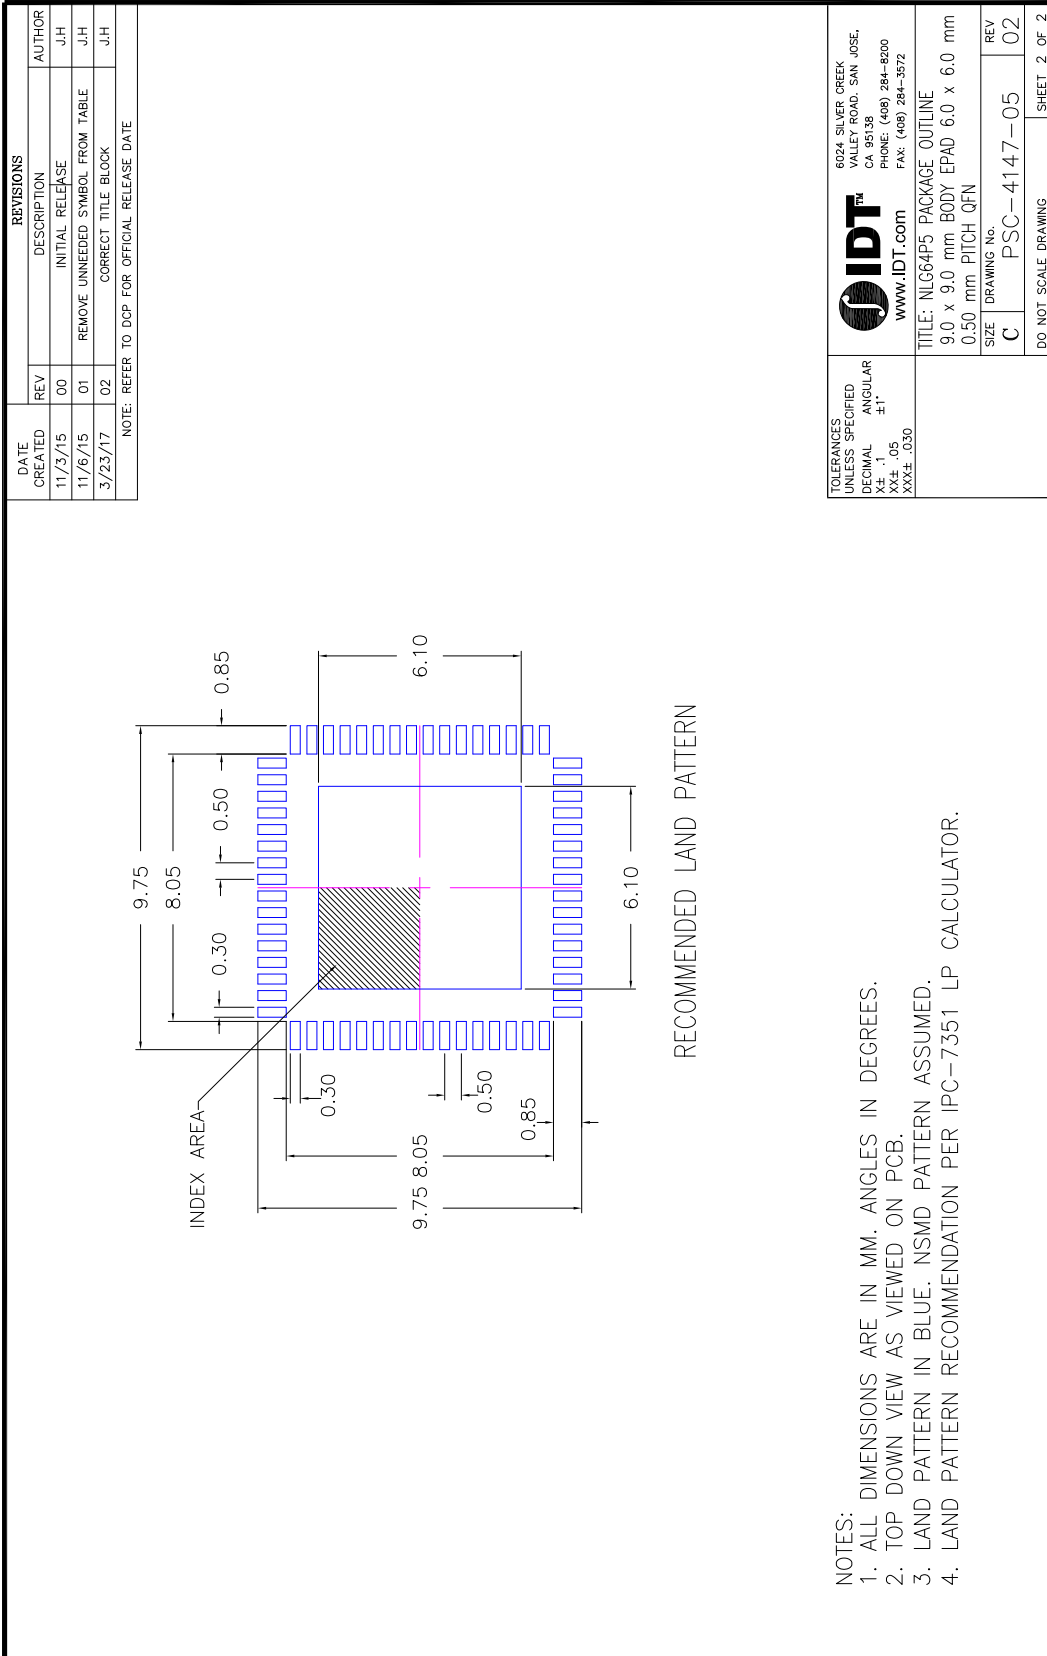 REVISIONS
DATE CREATED REV DESCRIPTION AUTHOR
11/3/15 00 INITIAL RELEASE J.H
11/6/15 01 REMOVE UNNEEDED SYMBOL FROM TABLE J.H
3/23/17 02 CORRECT TITLE BLOCK J.H
NOTE: REFER TO DCP FOR OFFICIAL RELEASE DATE
9.75
8.05
0.30 0.50 0.85
INDEX AREA
0.30
0.50
0.85
9.75 8.05
6.10
6.10
RECOMMENDED LAND PATTERN
NOTES:
1. ALL DIMENSIONS ARE IN MM. ANGLES IN DEGREES.
2. TOP DOWN VIEW AS VIEWED ON PCB.
3. LAND PATTERN IN BLUE. NSMD PATTERN ASSUMED.
4. LAND PATTERN RECOMMENDATION PER IPC-7351 LP CALCULATOR.
TOLERANCES
UNLESS SPECIFIED
DECIMAL ANGULAR
X± .1 ±1°
XX± .05
XXX± .030
IDT™
www.IDT.com
6024 SILVER CREEK
VALLEY ROAD. SAN JOSE,
CA 95138
PHONE: (408) 284-8200
FAX: (408) 284-3572
TITLE: NLG64P5 PACKAGE OUTLINE
9.0 x 9.0 mm BODY EPAD 6.0 x 6.0 mm
0.50 mm PITCH QFN
SIZE DRAWING No. REV
C PSC-4147-05 02
DO NOT SCALE DRAWING SHEET 2 OF 2